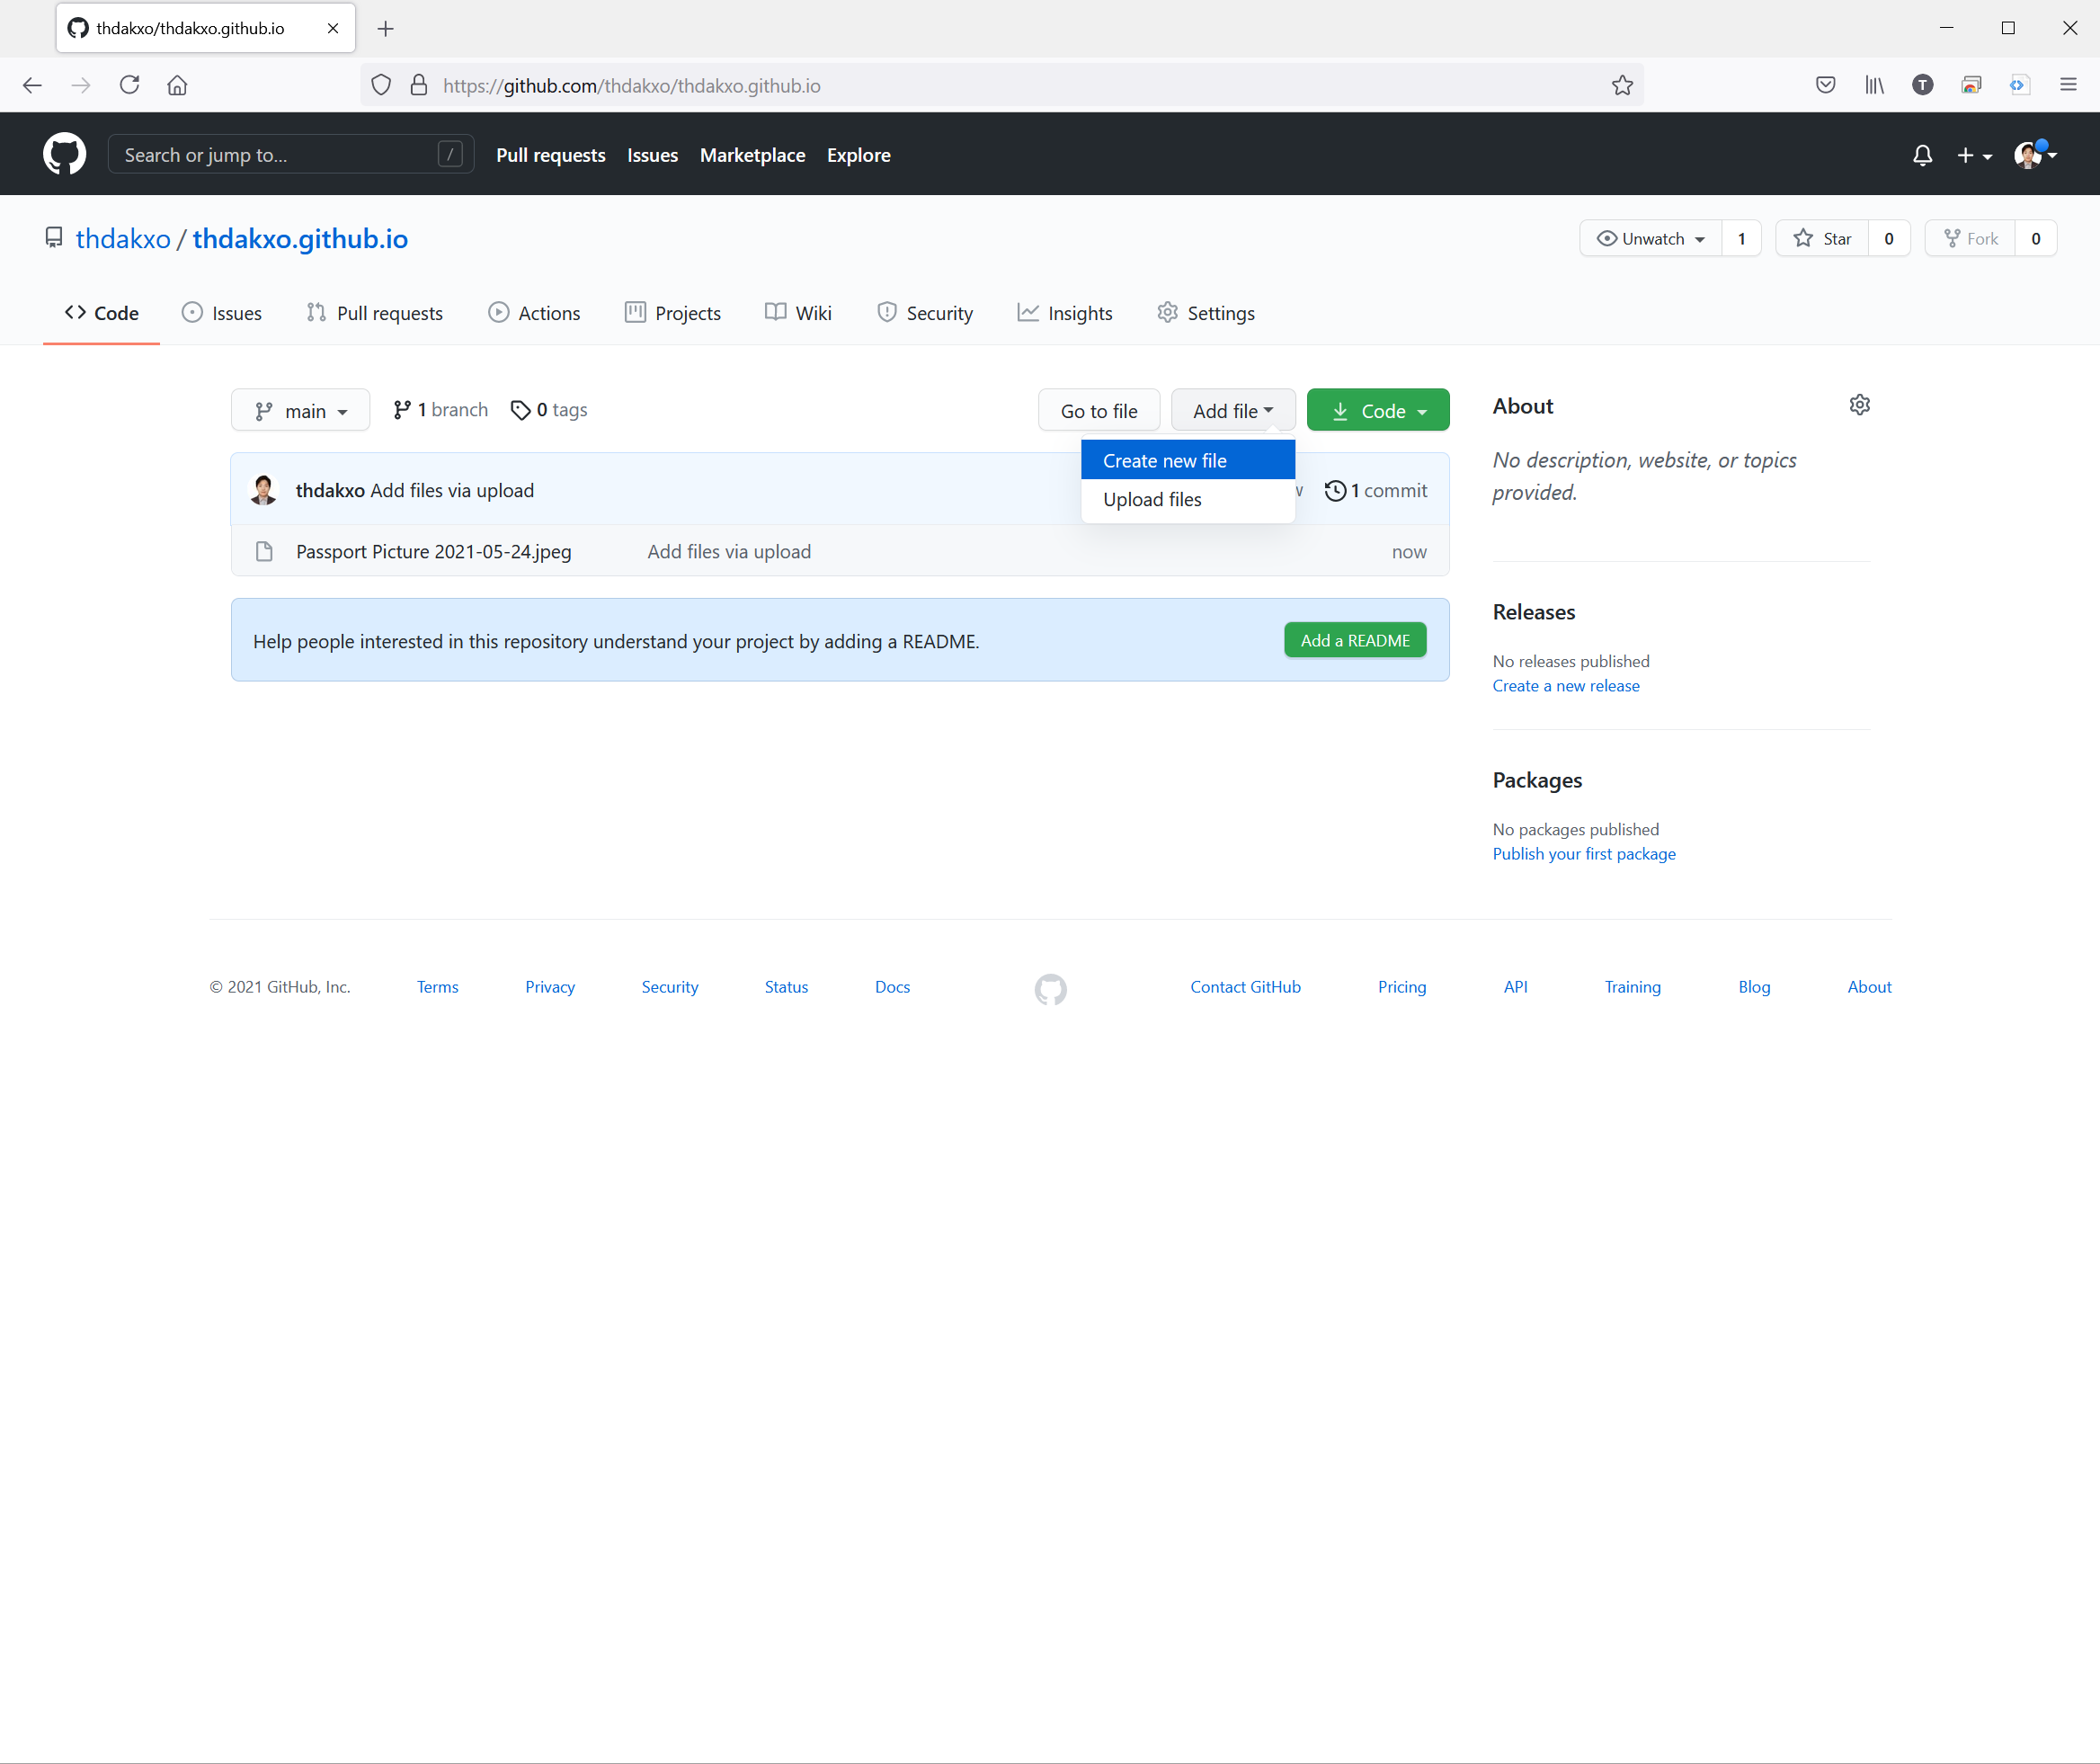 thdakxo/thdakxo.github.io
https://github.com/thdakxo/thdakxo.github.io
T
Search or jump to... / Pull requests Issues Marketplace Explore
thdakxo / thdakxo.github.io Unwatch 1 Star 0 Fork 0
Code Issues Pull requests Actions Projects Wiki Security Insights Settings
main 1 branch 0 tags Go to file Add file Code
Create new file
Upload files
thdakxo Add files via upload 1 commit
Passport Picture 2021-05-24.jpeg Add files via upload now
Help people interested in this repository understand your project by adding a README. Add a README
About
No description, website, or topics
provided.
Releases
No releases published
Create a new release
Packages
No packages published
Publish your first package
© 2021 GitHub, Inc. Terms Privacy Security Status Docs Contact GitHub Pricing API Training Blog About